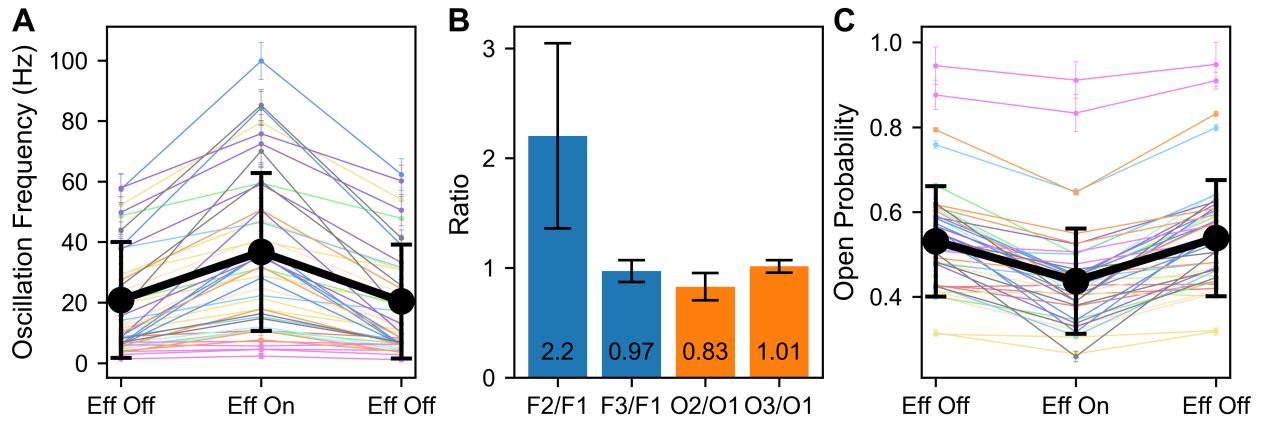 A
Oscillation Frequency (Hz)
100
80
60
40
20
0
Eff Off
Eff On
Eff Off
B
Ratio
3
2
1
0
2.2
0.97
0.83
1.01
F2/F1
F3/F1
O2/O1
O3/O1
C
Open Probability
1.0
0.8
0.6
0.4
Eff Off
Eff On
Eff Off